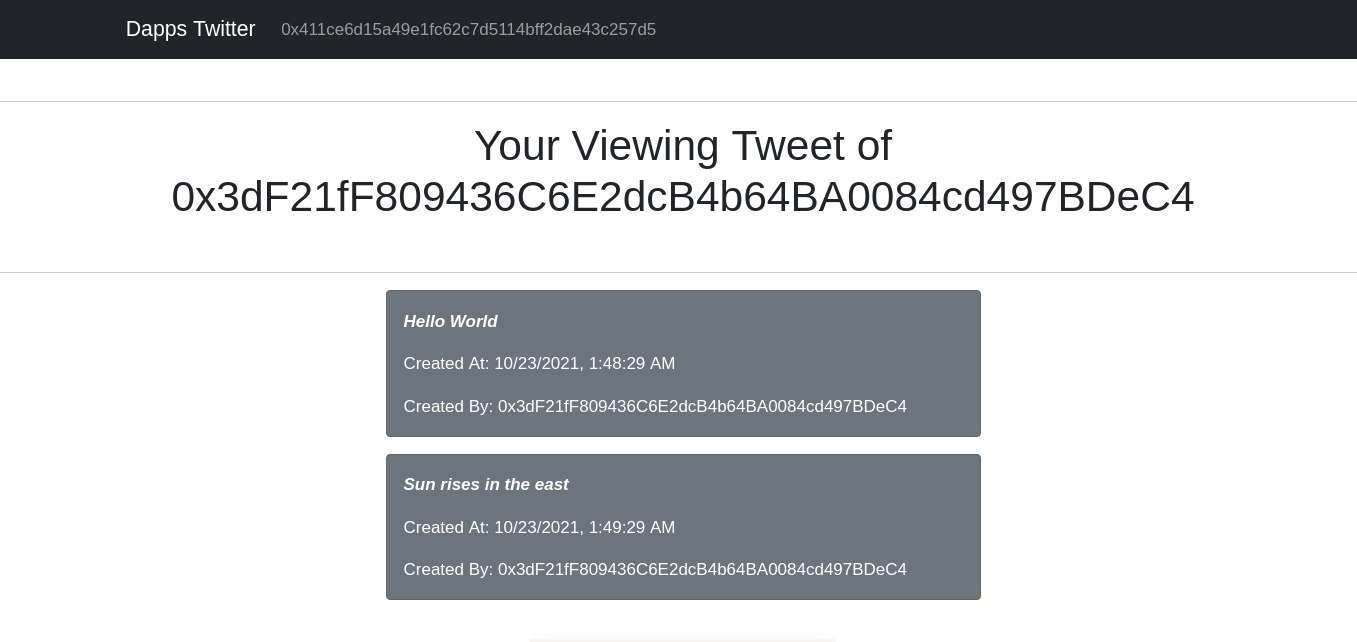 Dapps Twitter 0x411ce6d15a49e1fc62c7d5114bff2dae43c257d5
Your Viewing Tweet of
0x3dF21fF809436C6E2dcB4b64BA0084cd497BDeC4
Hello World
Created At: 10/23/2021, 1:48:29 AM
Created By: 0x3dF21fF809436C6E2dcB4b64BA0084cd497BDeC4
Sun rises in the east
Created At: 10/23/2021, 1:49:29 AM
Created By: 0x3dF21fF809436C6E2dcB4b64BA0084cd497BDeC4